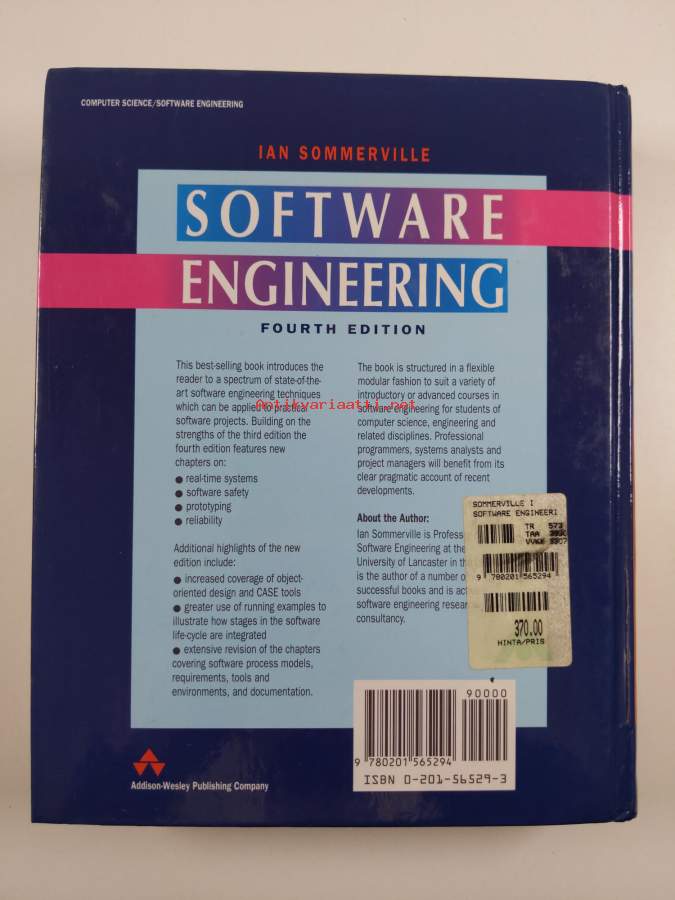 COMPUTER SCIENCE/SOFTWARE ENGINEERING
IAN SOMMERVILLE
SOFTWARE
ENGINEERING
FOURTH EDITION
This best-selling book introduces the
reader to a spectrum of state-of-the-
art software engineering techniques
which can be applied to practical
software projects. Building on the
strengths of the third edition the
fourth edition features new
chapters on:
● real-time systems
● software safety
● prototyping
● reliability
Additional highlights of the new
edition include:
● increased coverage of object-
oriented design and CASE tools
● greater use of running examples to
illustrate how stages in the software
life-cycle are integrated
● extensive revision of the chapters
covering software process models,
requirements, tools and
environments, and documentation.
The book is structured in a flexible
modular fashion to suit a variety of
introductory or advanced courses in
software engineering for students of
computer science, engineering and
related disciplines. Professional
programmers, systems analysts and
project managers will benefit from its
clear pragmatic account of recent
developments.
About the Author:
Ian Sommerville is Profess
Software Engineering at the
University of Lancaster in th
is the author of a number o
successful books and is act
software engineering resear
consultancy.
Antikvariaatti.net
SOMMERVILLE I
SOFTWARE ENGINEERI
TR 573
TAA
VVKK
9 780201 565294
370.00
HINTA/PRIS
90000
9 780201 565294
ISBN 0-201-56529-3
Addison-Wesley Publishing Company